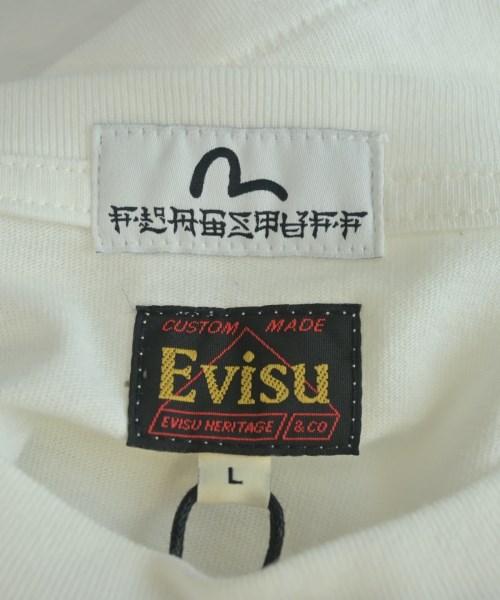 CUSTOM MADE
Evisu
EVISU HERITAGE & CO
L